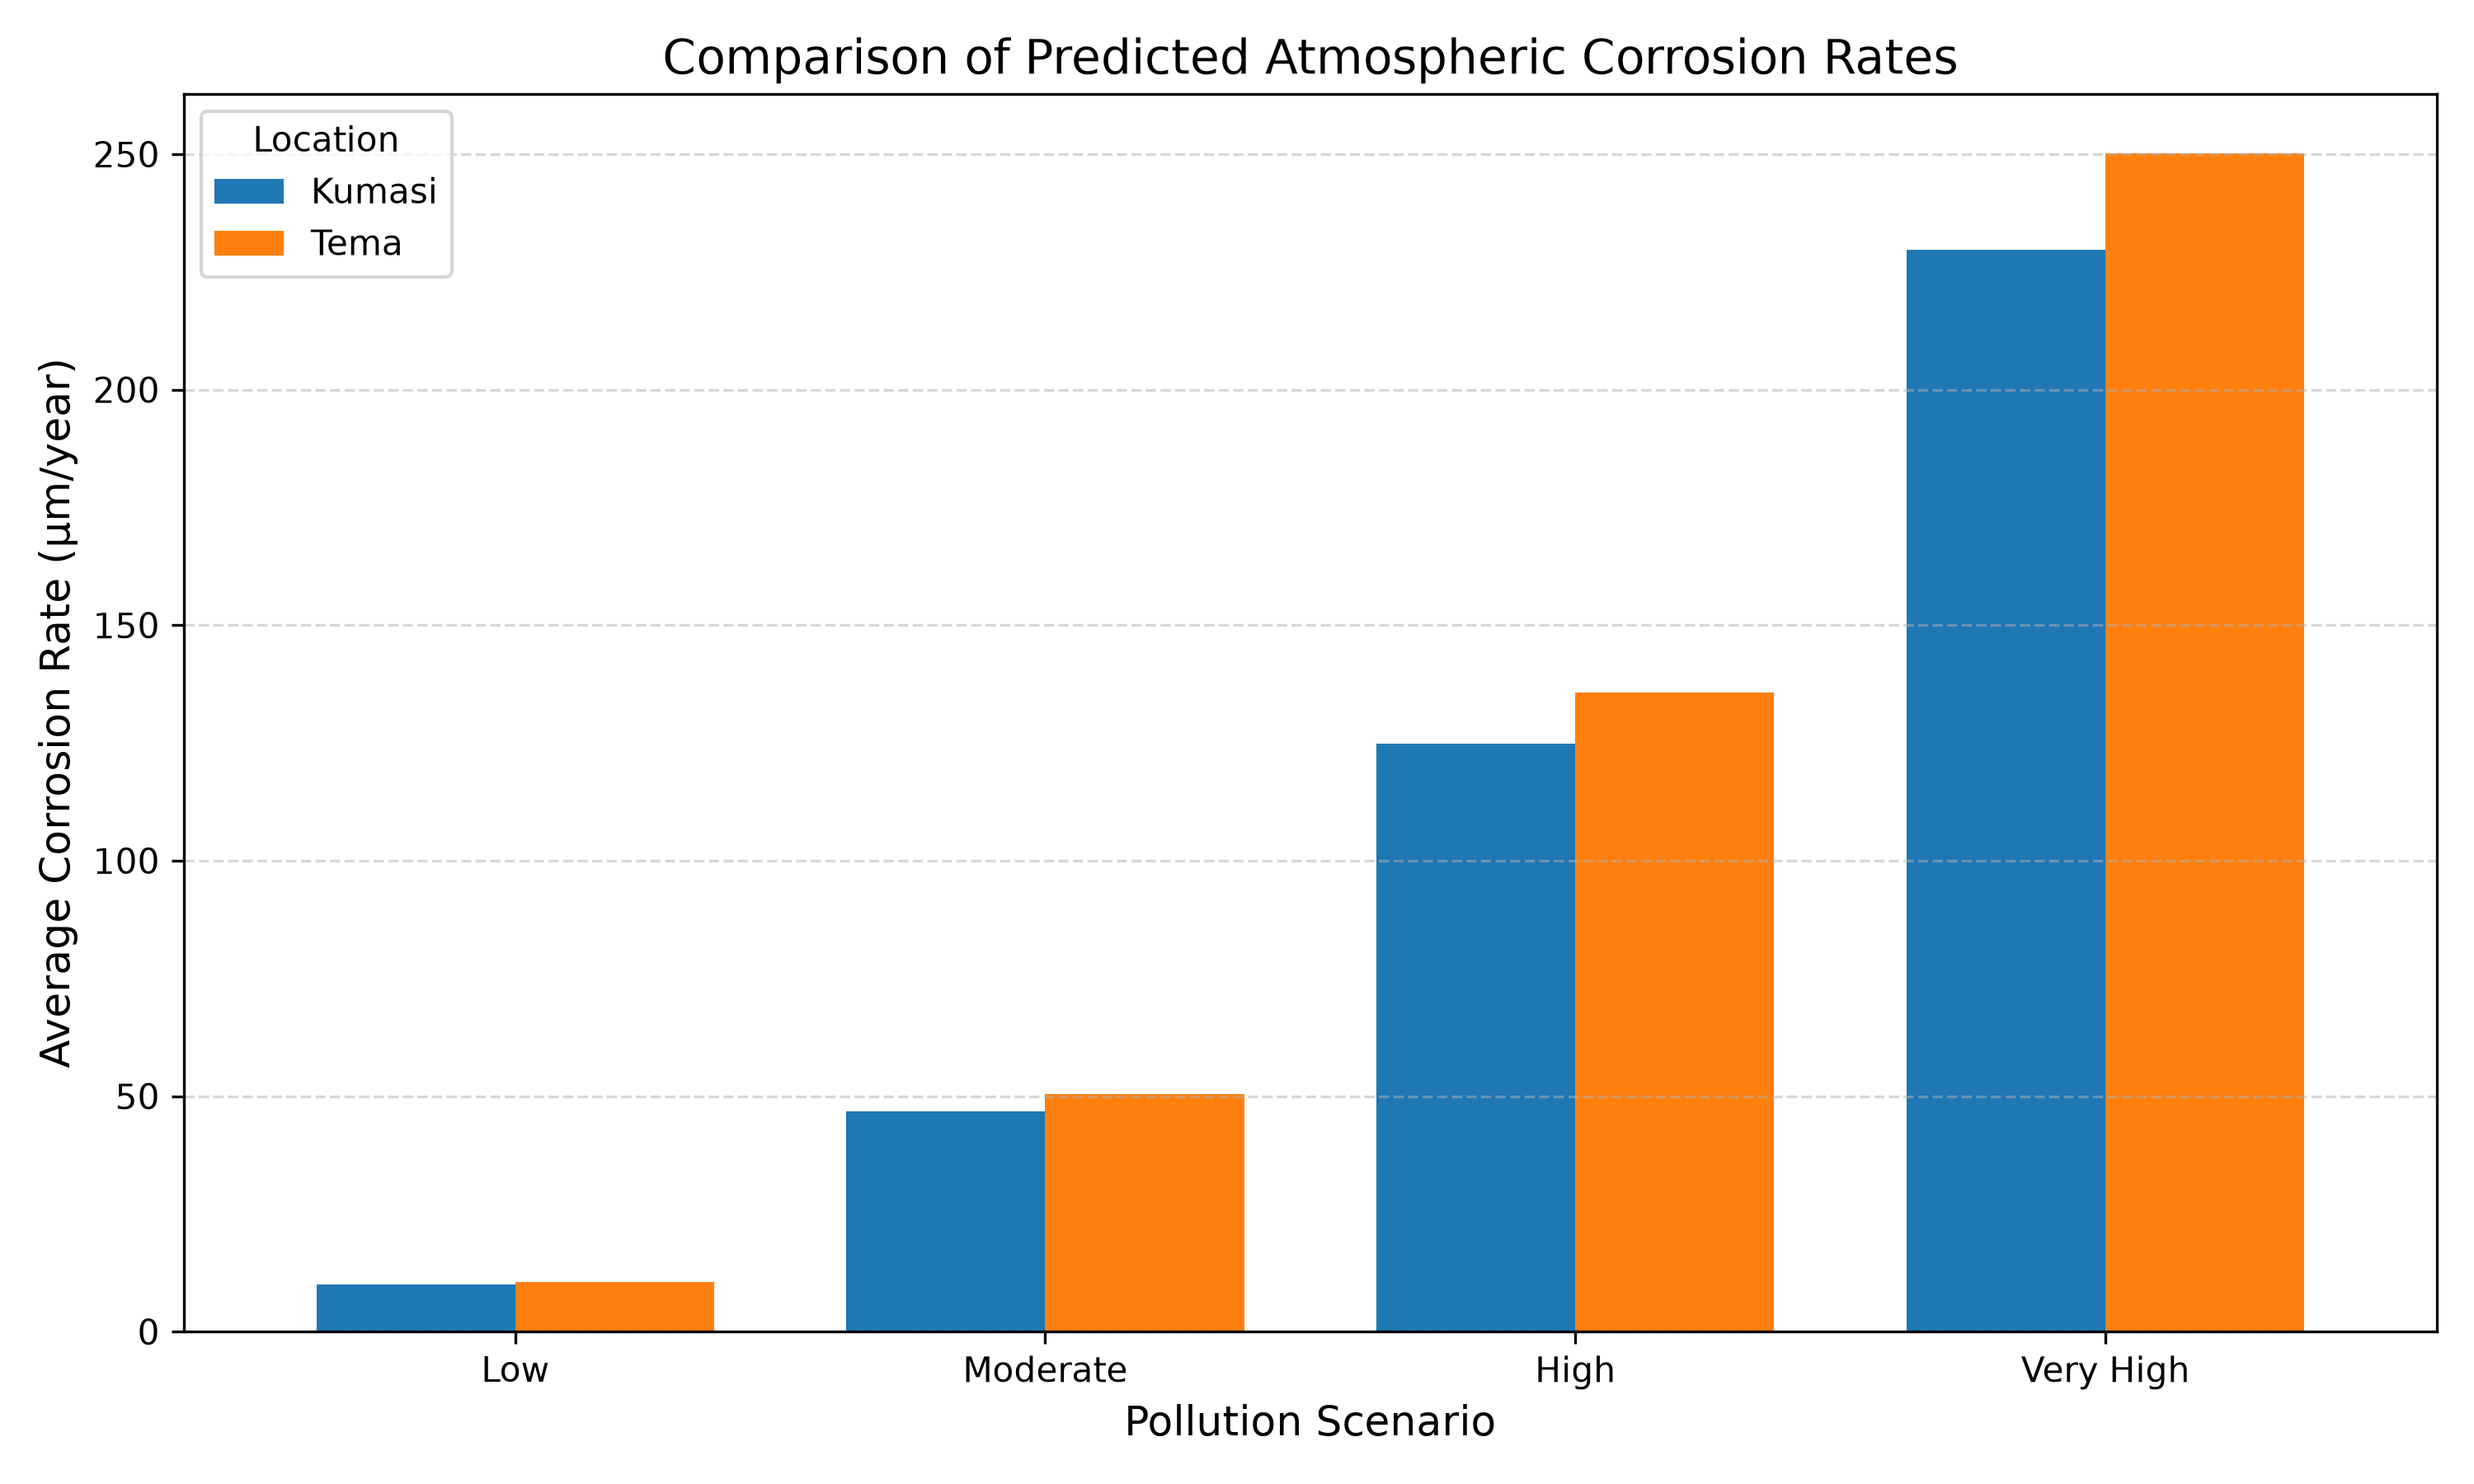 Comparison of Predicted Atmospheric Corrosion Rates
Location
Kumasi
Tema
Average Corrosion Rate (µm/year)
250
200
150
100
50
0
Low
Moderate
High
Very High
Pollution Scenario